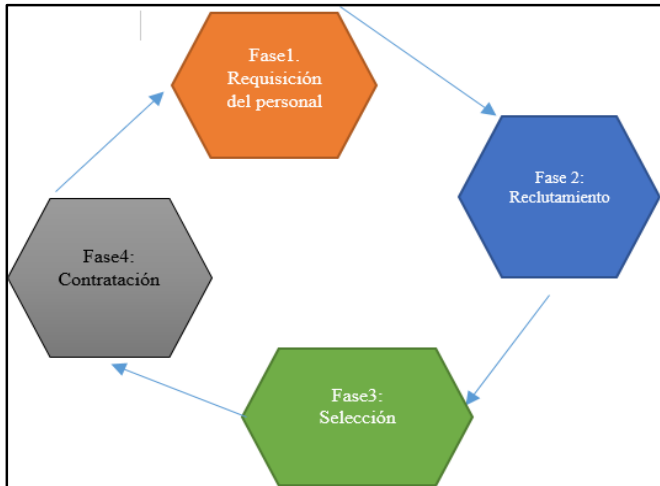 Fase1.
Requisición
del personal
Fase 2:
Reclutamiento
Fase3:
Selección
Fase4:
Contratación